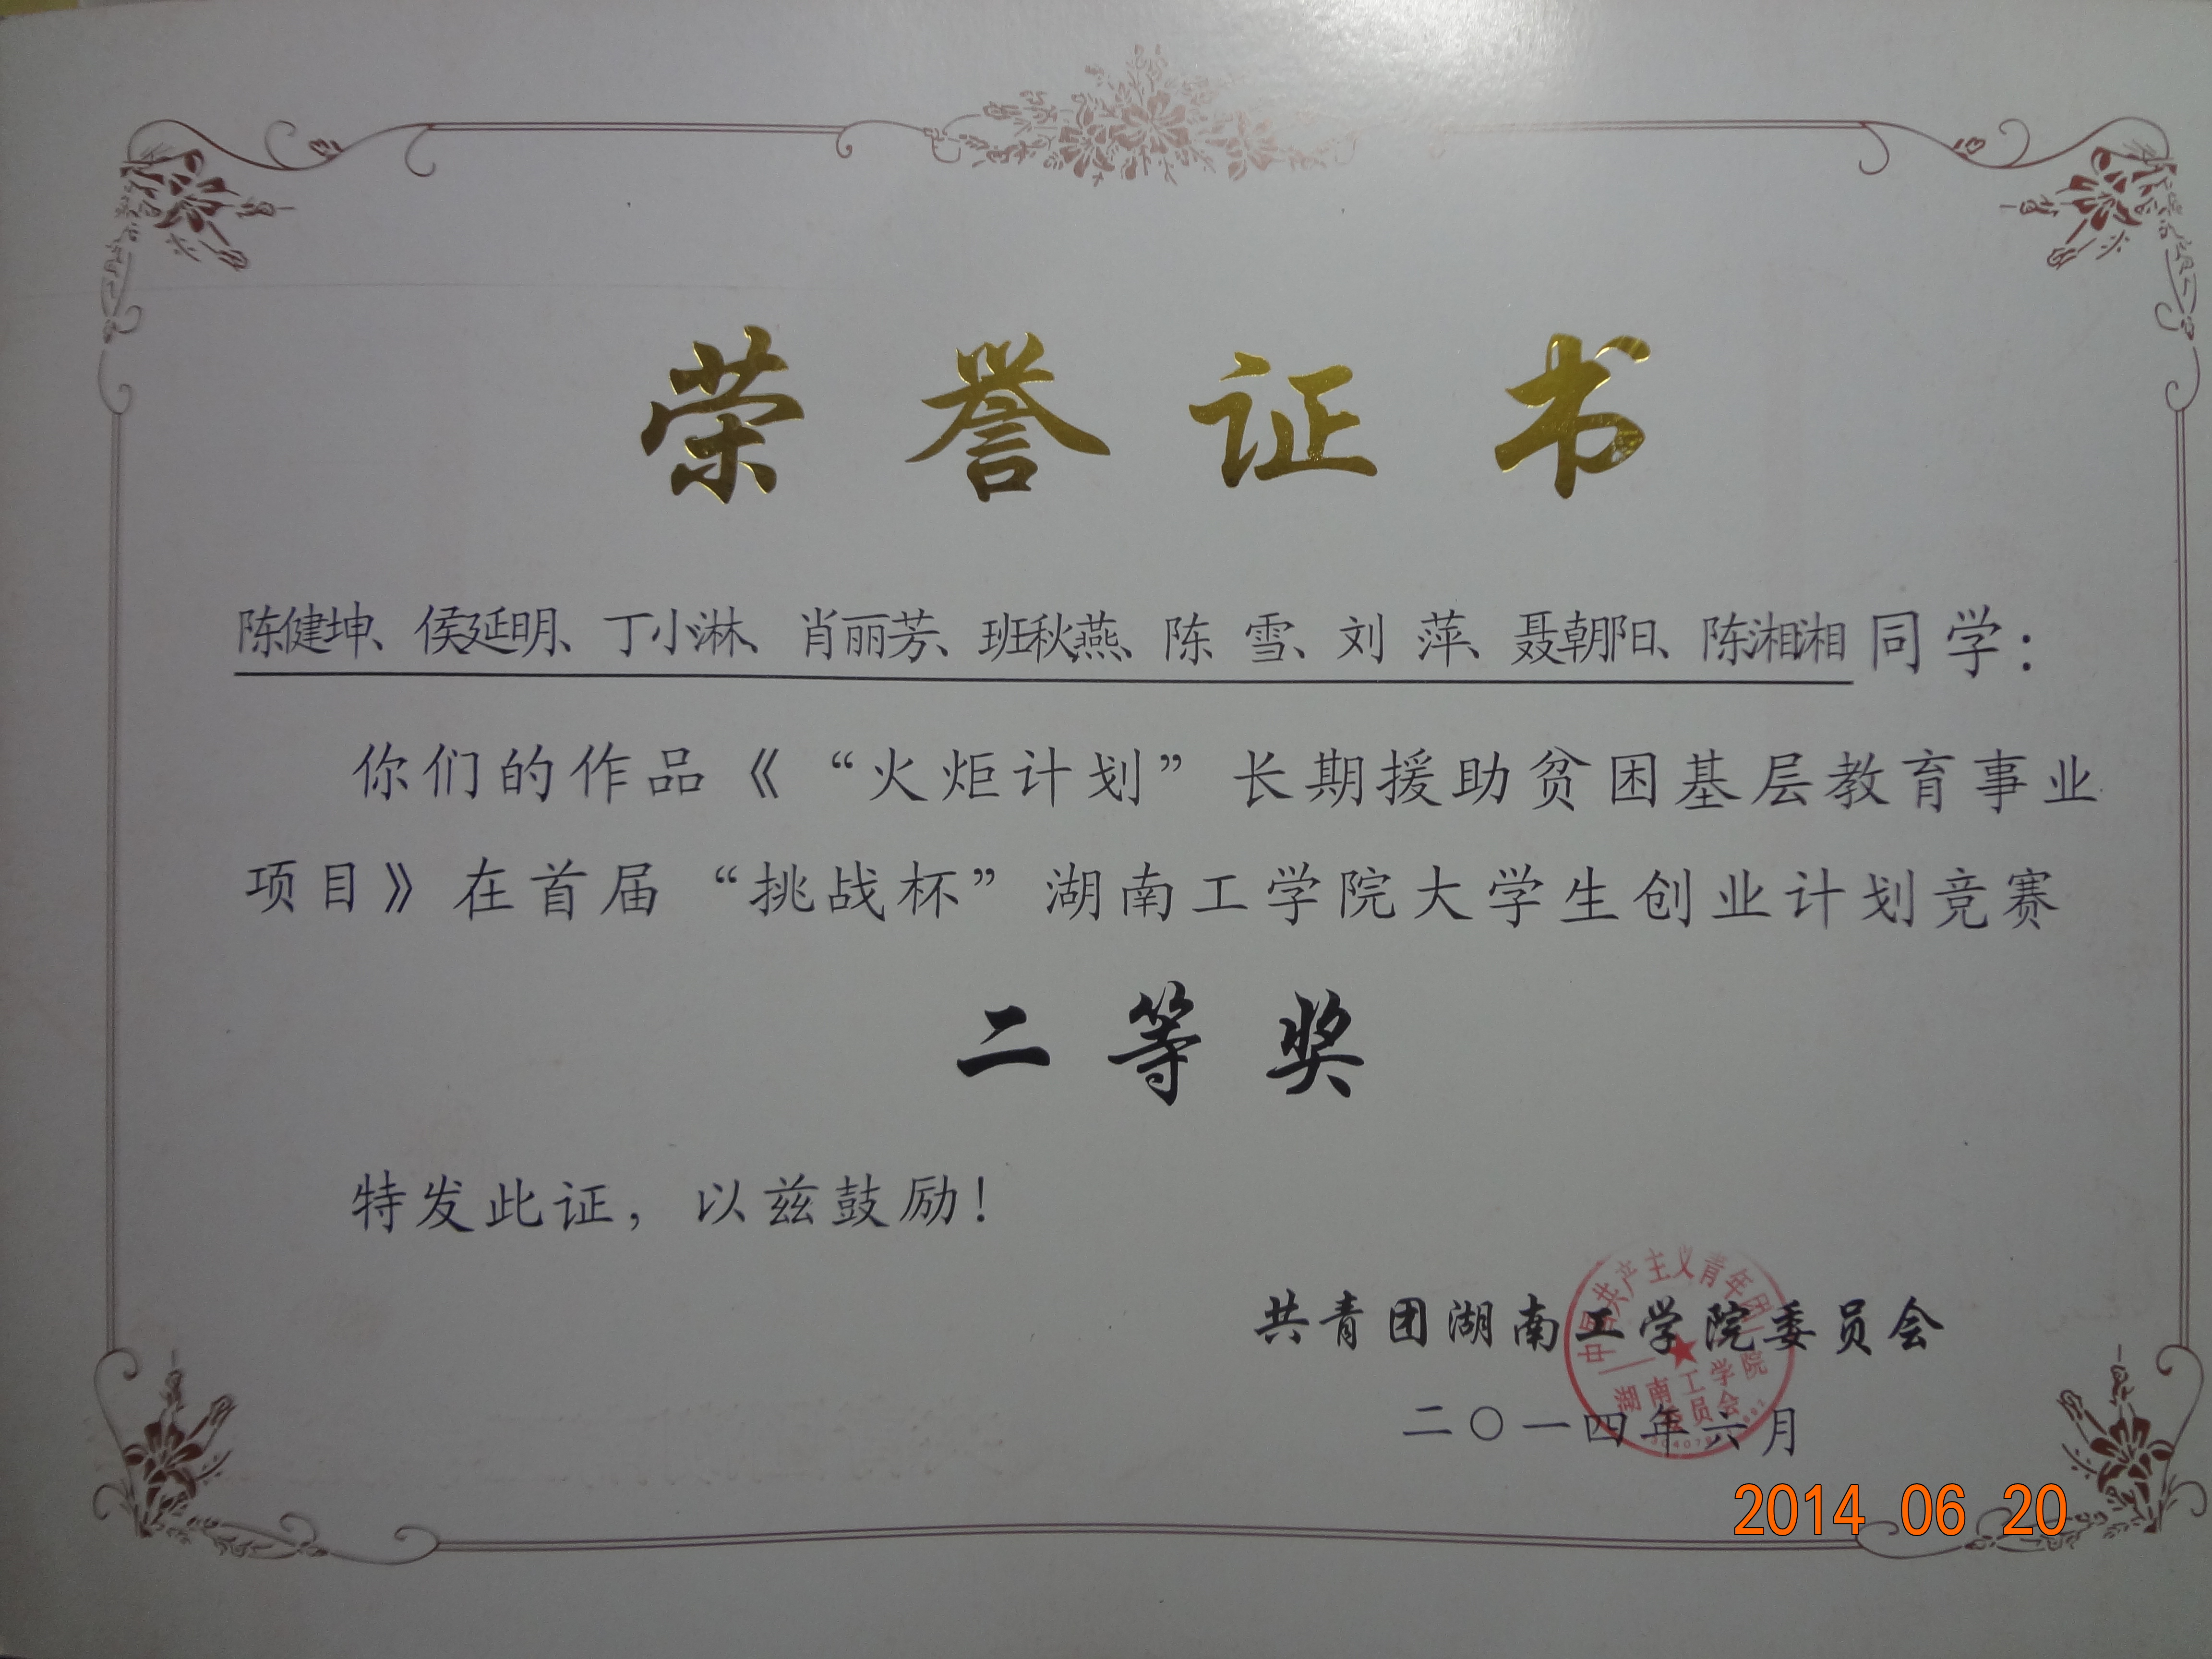 荣誉证书
陈健坤、侯延明、丁小淋、肖丽芳、班秋燕、陈 雪、刘 萍、聂朝阳、陈湘湘同学：
你们的作品《“火炬计划”长期援助贫困基层教育事业
项目》在首届“挑战杯”湖南工学院大学生创业计划竞赛
二等奖
特发此证，以兹鼓励！
共青团湖南工学院委员会
中国共产主义青年团
湖南工学院
委员会
二〇一四年六月
2014 06 20